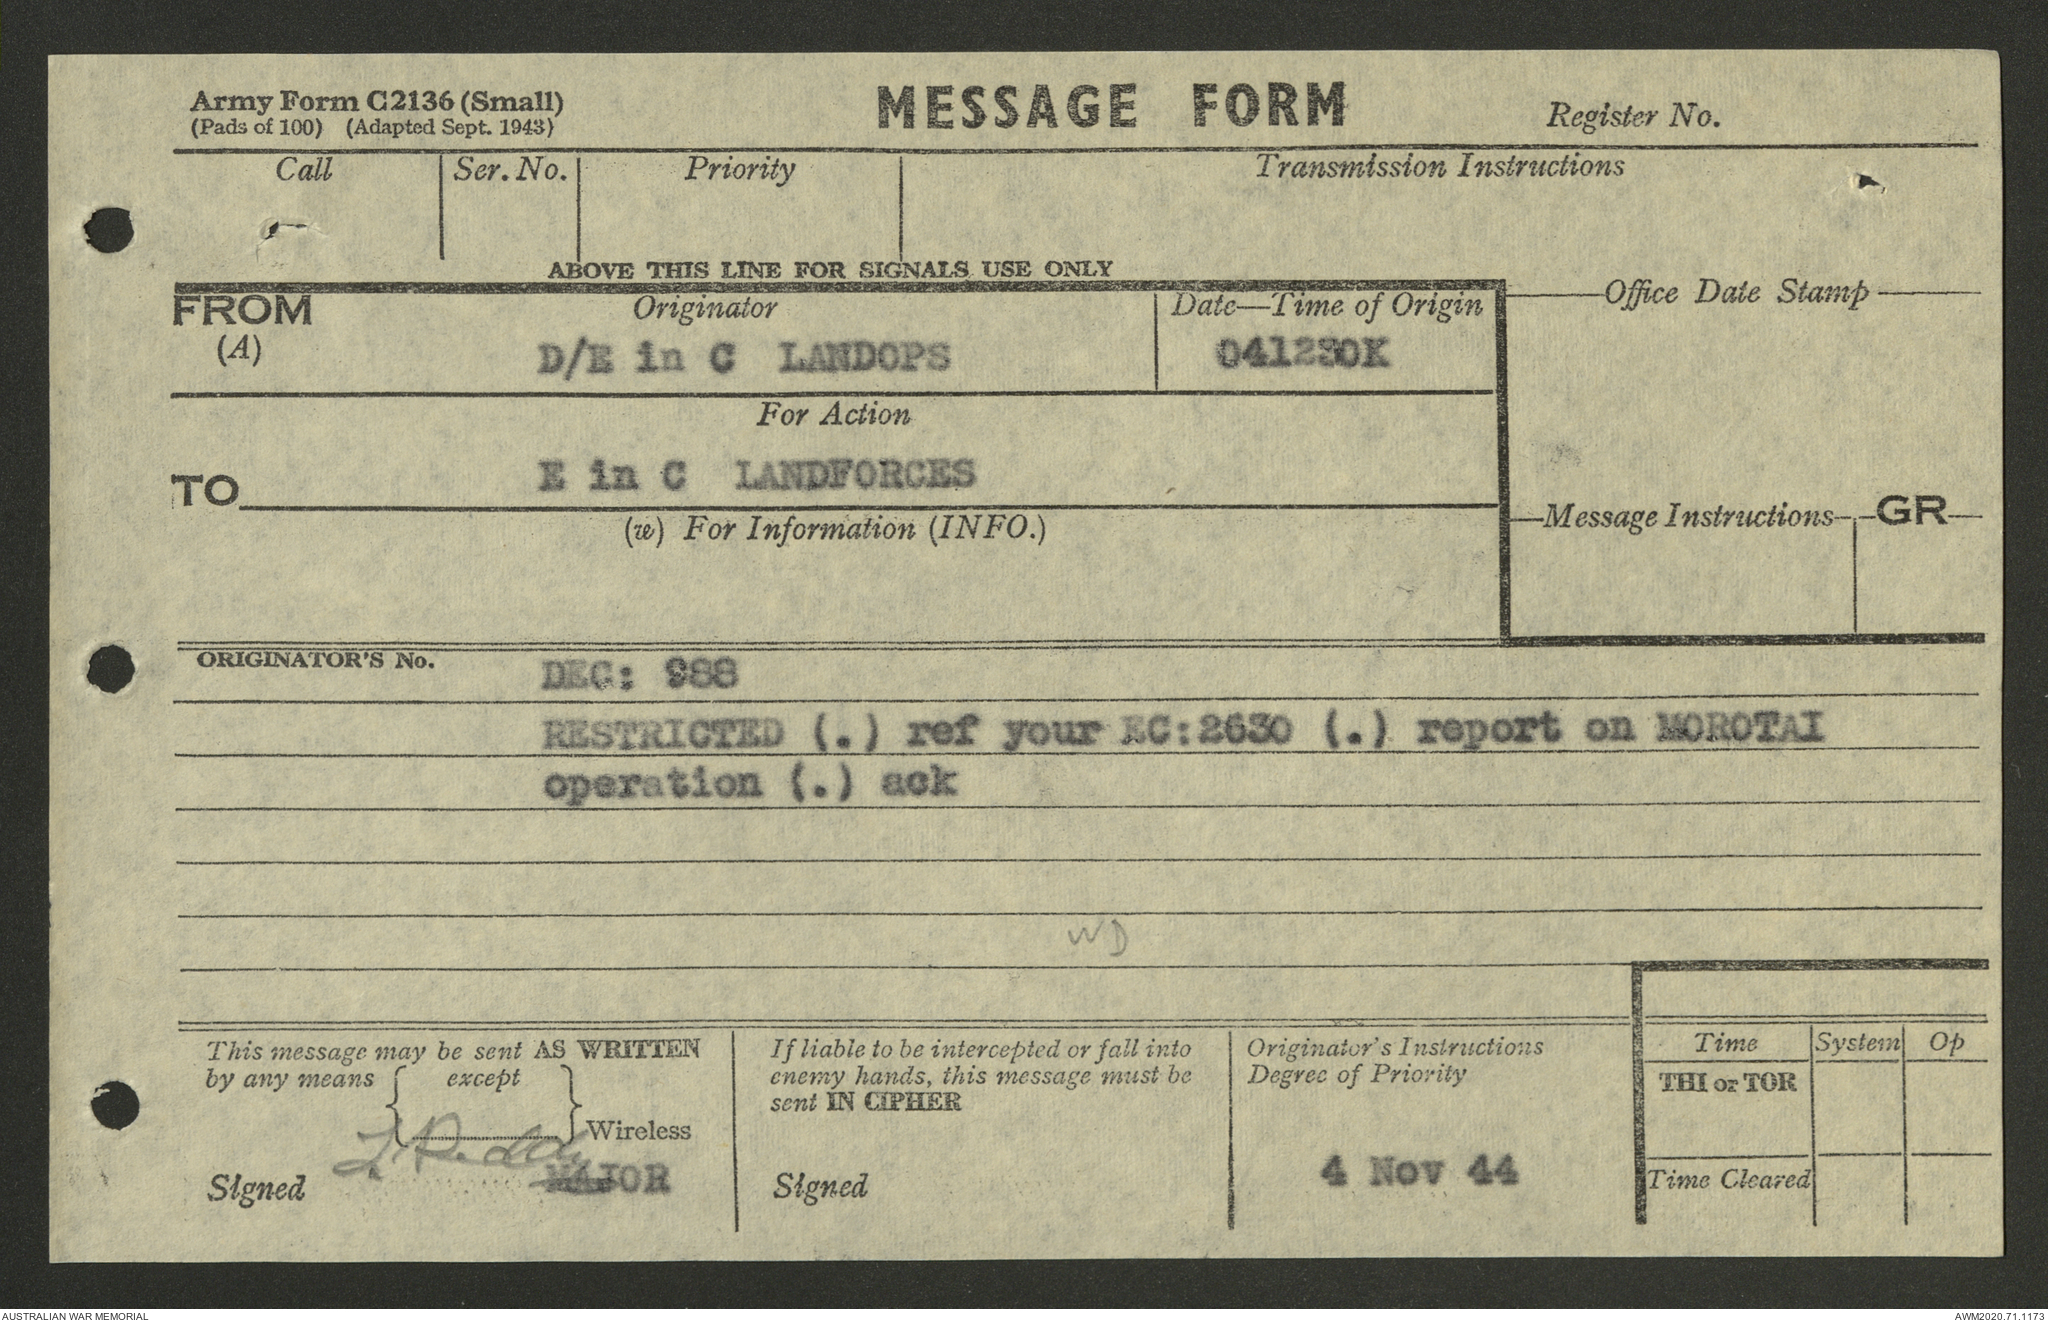 Army Form C2136 (Small)
(Pads of 100) (Adapted Sept. 1943)
MESSAGE FORM
Register No.
Call
Ser. No.
Priority
Transmission Instructions
ABOVE THIS LINE FOR SIGNALS USE ONLY
FROM
(A)
Originator
D/E in C LANDOPS
Date—Time of Origin
041230K
Office Date Stamp
For Action
TO
E in C LANDFORCES
(w) For Information (INFO.)
Message Instructions
GR
ORIGINATOR'S No.
DEC: 988
RESTRICTED (.) ref your EC:2630 (.) report on MOROTAI
operation (.) ack
WD
This message may be sent AS WRITTEN
by any means { except } Wireless
Signed
MAJOR
If liable to be intercepted or fall into
enemy hands, this message must be
sent IN CIPHER
Signed
Originator's Instructions
Degree of Priority
4 Nov 44
Time
System
Op
THI or TOR
Time Cleared
AUSTRALIAN WAR MEMORIAL
AWM2020.71.1173